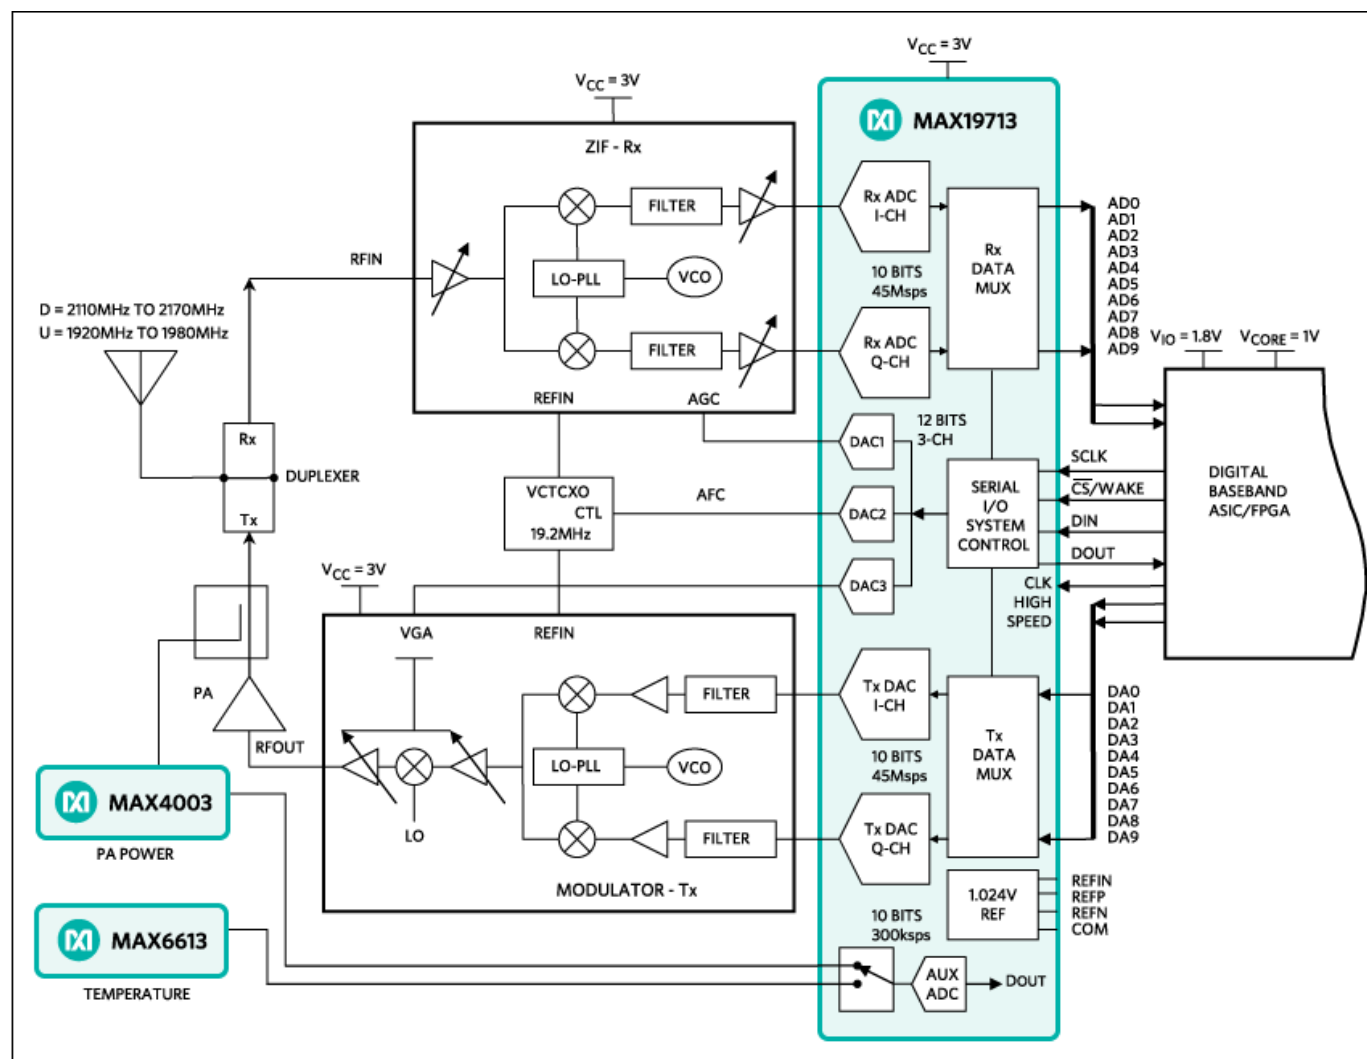 V_CC = 3V
MAX19713
V_CC = 3V
ZIF - Rx
FILTER
LO-PLL
VCO
FILTER
REFIN
AGC
RFIN
D = 2110MHz TO 2170MHz
U = 1920MHz TO 1980MHz
Rx
DUPLEXER
Tx
Rx ADC
I-CH
10 BITS
45Msps
Rx ADC
Q-CH
Rx
DATA
MUX
AD0
AD1
AD2
AD3
AD4
AD5
AD6
AD7
AD8
AD9
V_IO = 1.8V
V_CORE = 1V
DIGITAL
BASEBAND
ASIC/FPGA
12 BITS
3-CH
DAC1
DAC2
DAC3
AFC
VCTCXO
CTL
19.2MHz
SERIAL
I/O
SYSTEM
CONTROL
SCLK
C̅S̅/WAKE
DIN
DOUT
CLK
HIGH
SPEED
V_CC = 3V
VGA
REFIN
FILTER
LO-PLL
VCO
FILTER
LO
MODULATOR - Tx
PA
RFOUT
Tx DAC
I-CH
10 BITS
45Msps
Tx DAC
Q-CH
Tx
DATA
MUX
DA0
DA1
DA2
DA3
DA4
DA5
DA6
DA7
DA8
DA9
MAX4003
PA POWER
MAX6613
TEMPERATURE
10 BITS
300ksps
1.024V
REF
REFIN
REFP
REFN
COM
AUX
ADC
DOUT